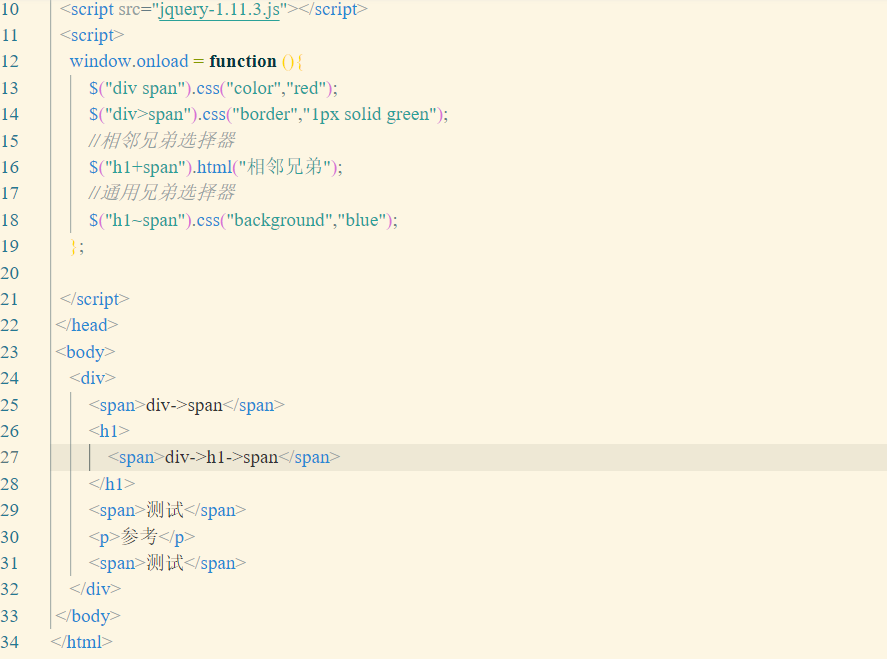 10 <script src="jquery-1.11.3.js"></script>
11 <script>
12 window.onload = function (){
13 $("div span").css("color","red");
14 $("div>span").css("border","1px solid green");
15 //相邻兄弟选择器
16 $("h1+span").html("相邻兄弟");
17 //通用兄弟选择器
18 $("h1~span").css("background","blue");
19 };
20
21 </script>
22 </head>
23 <body>
24 <div>
25 <span>div->span</span>
26 <h1>
27 <span>div->h1->span</span>
28 </h1>
29 <span>测试</span>
30 <p>参考</p>
31 <span>测试</span>
32 </div>
33 </body>
34 </html>